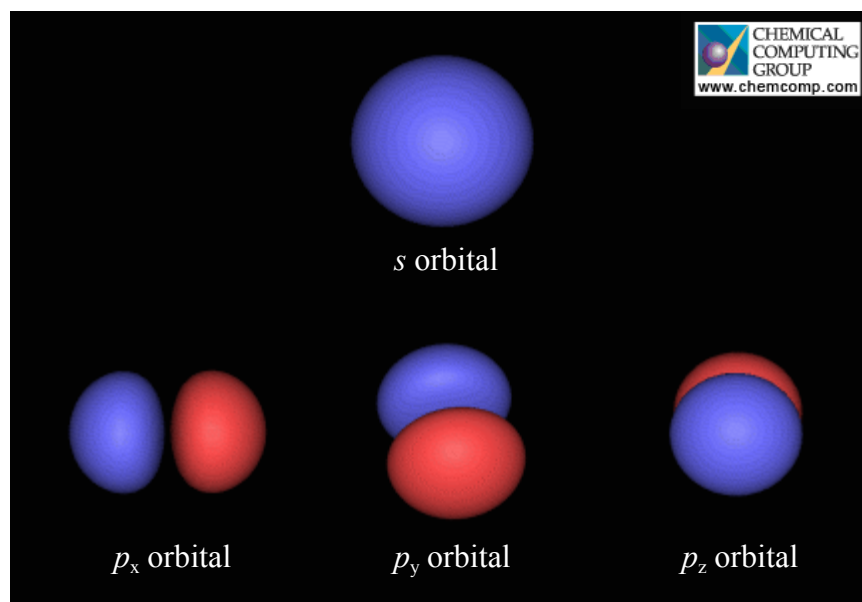 CHEMICAL
COMPUTING
GROUP
www.chemcomp.com
s orbital
px orbital
py orbital
pz orbital